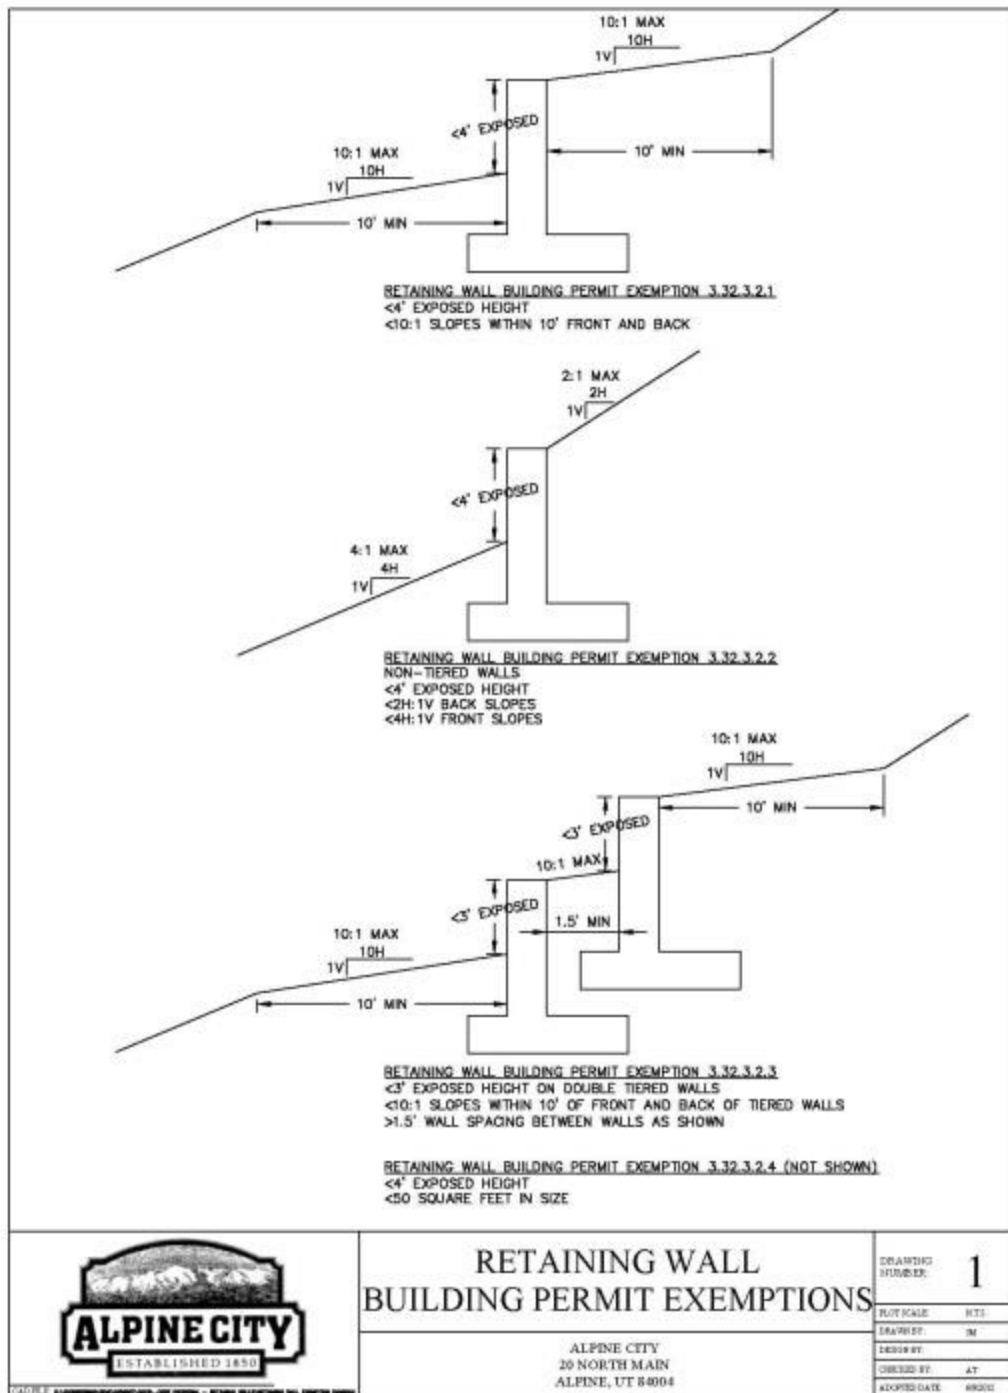 10:1 MAX
10H
1V
<4' EXPOSED
10' MIN
10:1 MAX
10H
1V
10' MIN
RETAINING WALL BUILDING PERMIT EXEMPTION 3.32.3.2.1
<4' EXPOSED HEIGHT
<10:1 SLOPES WITHIN 10' FRONT AND BACK
2:1 MAX
2H
1V
<4' EXPOSED
4:1 MAX
4H
1V
RETAINING WALL BUILDING PERMIT EXEMPTION 3.32.3.2.2
NON-TIERED WALLS
<4' EXPOSED HEIGHT
<2H:1V BACK SLOPES
<4H:1V FRONT SLOPES
10:1 MAX
10H
1V
10' MIN
<3' EXPOSED
10:1 MAX
<3' EXPOSED
1.5' MIN
10:1 MAX
10H
1V
10' MIN
RETAINING WALL BUILDING PERMIT EXEMPTION 3.32.3.2.3
<3' EXPOSED HEIGHT ON DOUBLE TIERED WALLS
<10:1 SLOPES WITHIN 10' OF FRONT AND BACK OF TIERED WALLS
>1.5' WALL SPACING BETWEEN WALLS AS SHOWN
RETAINING WALL BUILDING PERMIT EXEMPTION 3.32.3.2.4 (NOT SHOWN)
<4' EXPOSED HEIGHT
<50 SQUARE FEET IN SIZE
ALPINE CITY
ESTABLISHED 1850
RETAINING WALL
BUILDING PERMIT EXEMPTIONS
ALPINE CITY
20 NORTH MAIN
ALPINE, UT 84004
DRAWING
NUMBER:
1
PLOT SCALE: NTS
DRAWN BY:
DESIGN BY:
CHECKED BY: AT
ADOPTED DATE